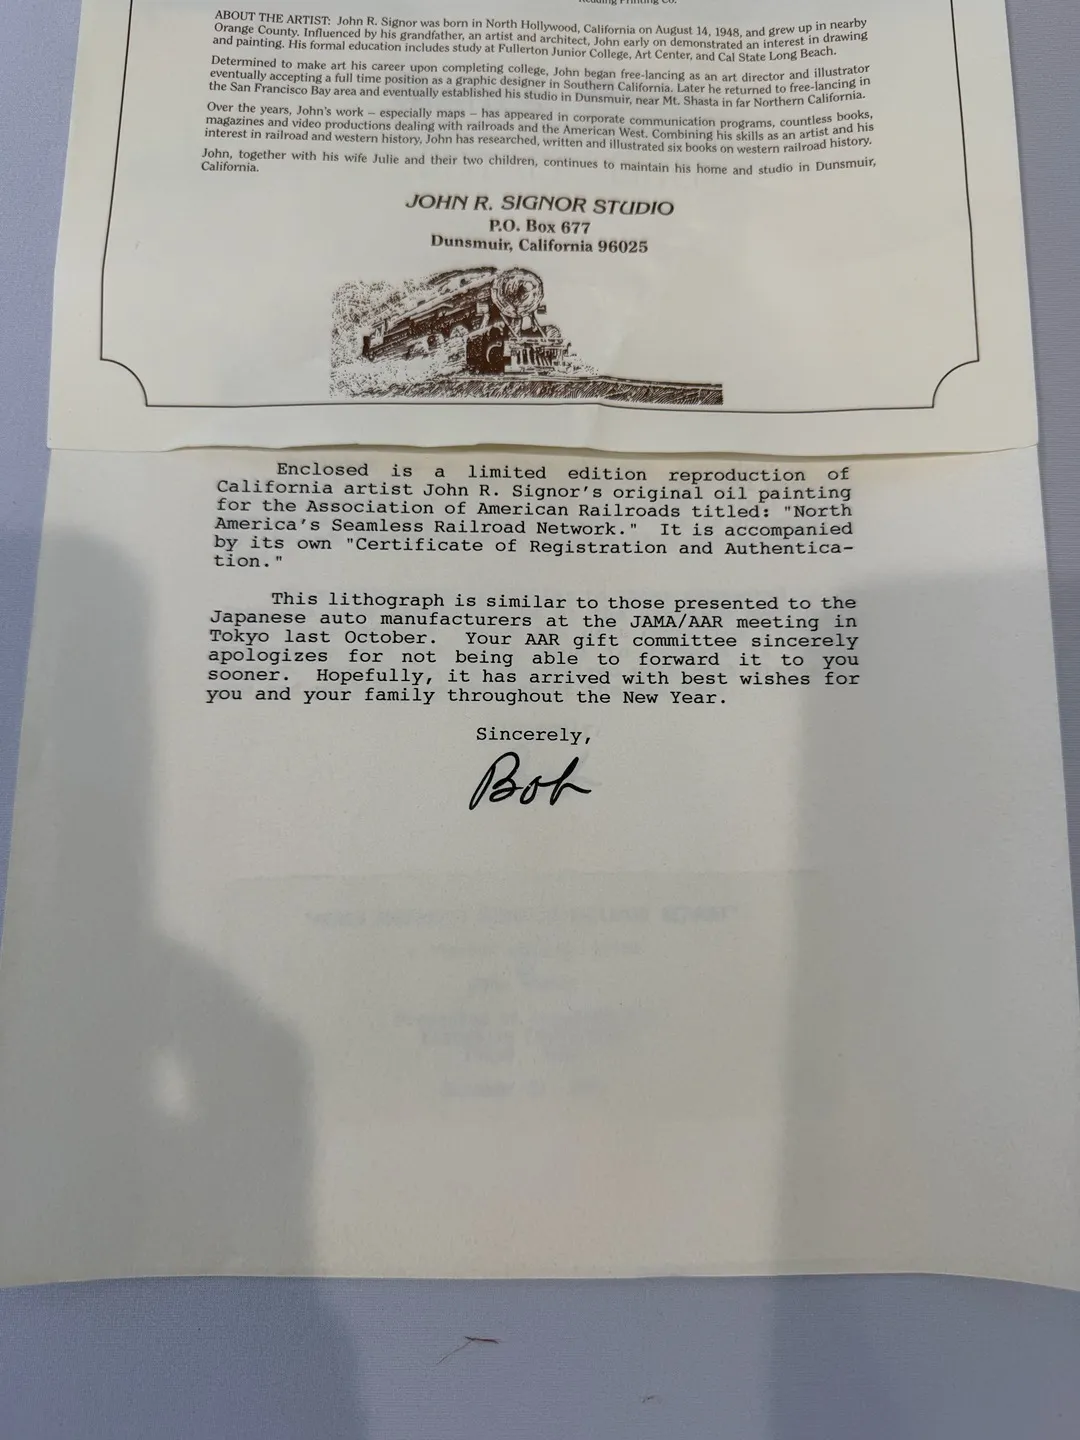 Reading Printing Co.
ABOUT THE ARTIST: John R. Signor was born in North Hollywood, California on August 14, 1948, and grew up in nearby
Orange County. Influenced by his grandfather, an artist and architect, John early on demonstrated an interest in drawing
and painting. His formal education includes study at Fullerton Junior College, Art Center, and Cal State Long Beach.
Determined to make art his career upon completing college, John began free-lancing as an art director and illustrator
eventually accepting a full time position as a graphic designer in Southern California. Later he returned to free-lancing in
the San Francisco Bay area and eventually established his studio in Dunsmuir, near Mt. Shasta in far Northern California.
Over the years, John's work – especially maps – has appeared in corporate communication programs, countless books,
magazines and video productions dealing with railroads and the American West. Combining his skills as an artist and his
interest in railroad and western history, John has researched, written and illustrated six books on western railroad history.
John, together with his wife Julie and their two children, continues to maintain his home and studio in Dunsmuir,
California.
JOHN R. SIGNOR STUDIO
P.O. Box 677
Dunsmuir, California 96025
Enclosed is a limited edition reproduction of
California artist John R. Signor's original oil painting
for the Association of American Railroads titled: "North
America's Seamless Railroad Network." It is accompanied
by its own "Certificate of Registration and Authentica-
tion."
This lithograph is similar to those presented to the
Japanese auto manufacturers at the JAMA/AAR meeting in
Tokyo last October. Your AAR gift committee sincerely
apologizes for not being able to forward it to you
sooner. Hopefully, it has arrived with best wishes for
you and your family throughout the New Year.
Sincerely,
Bob